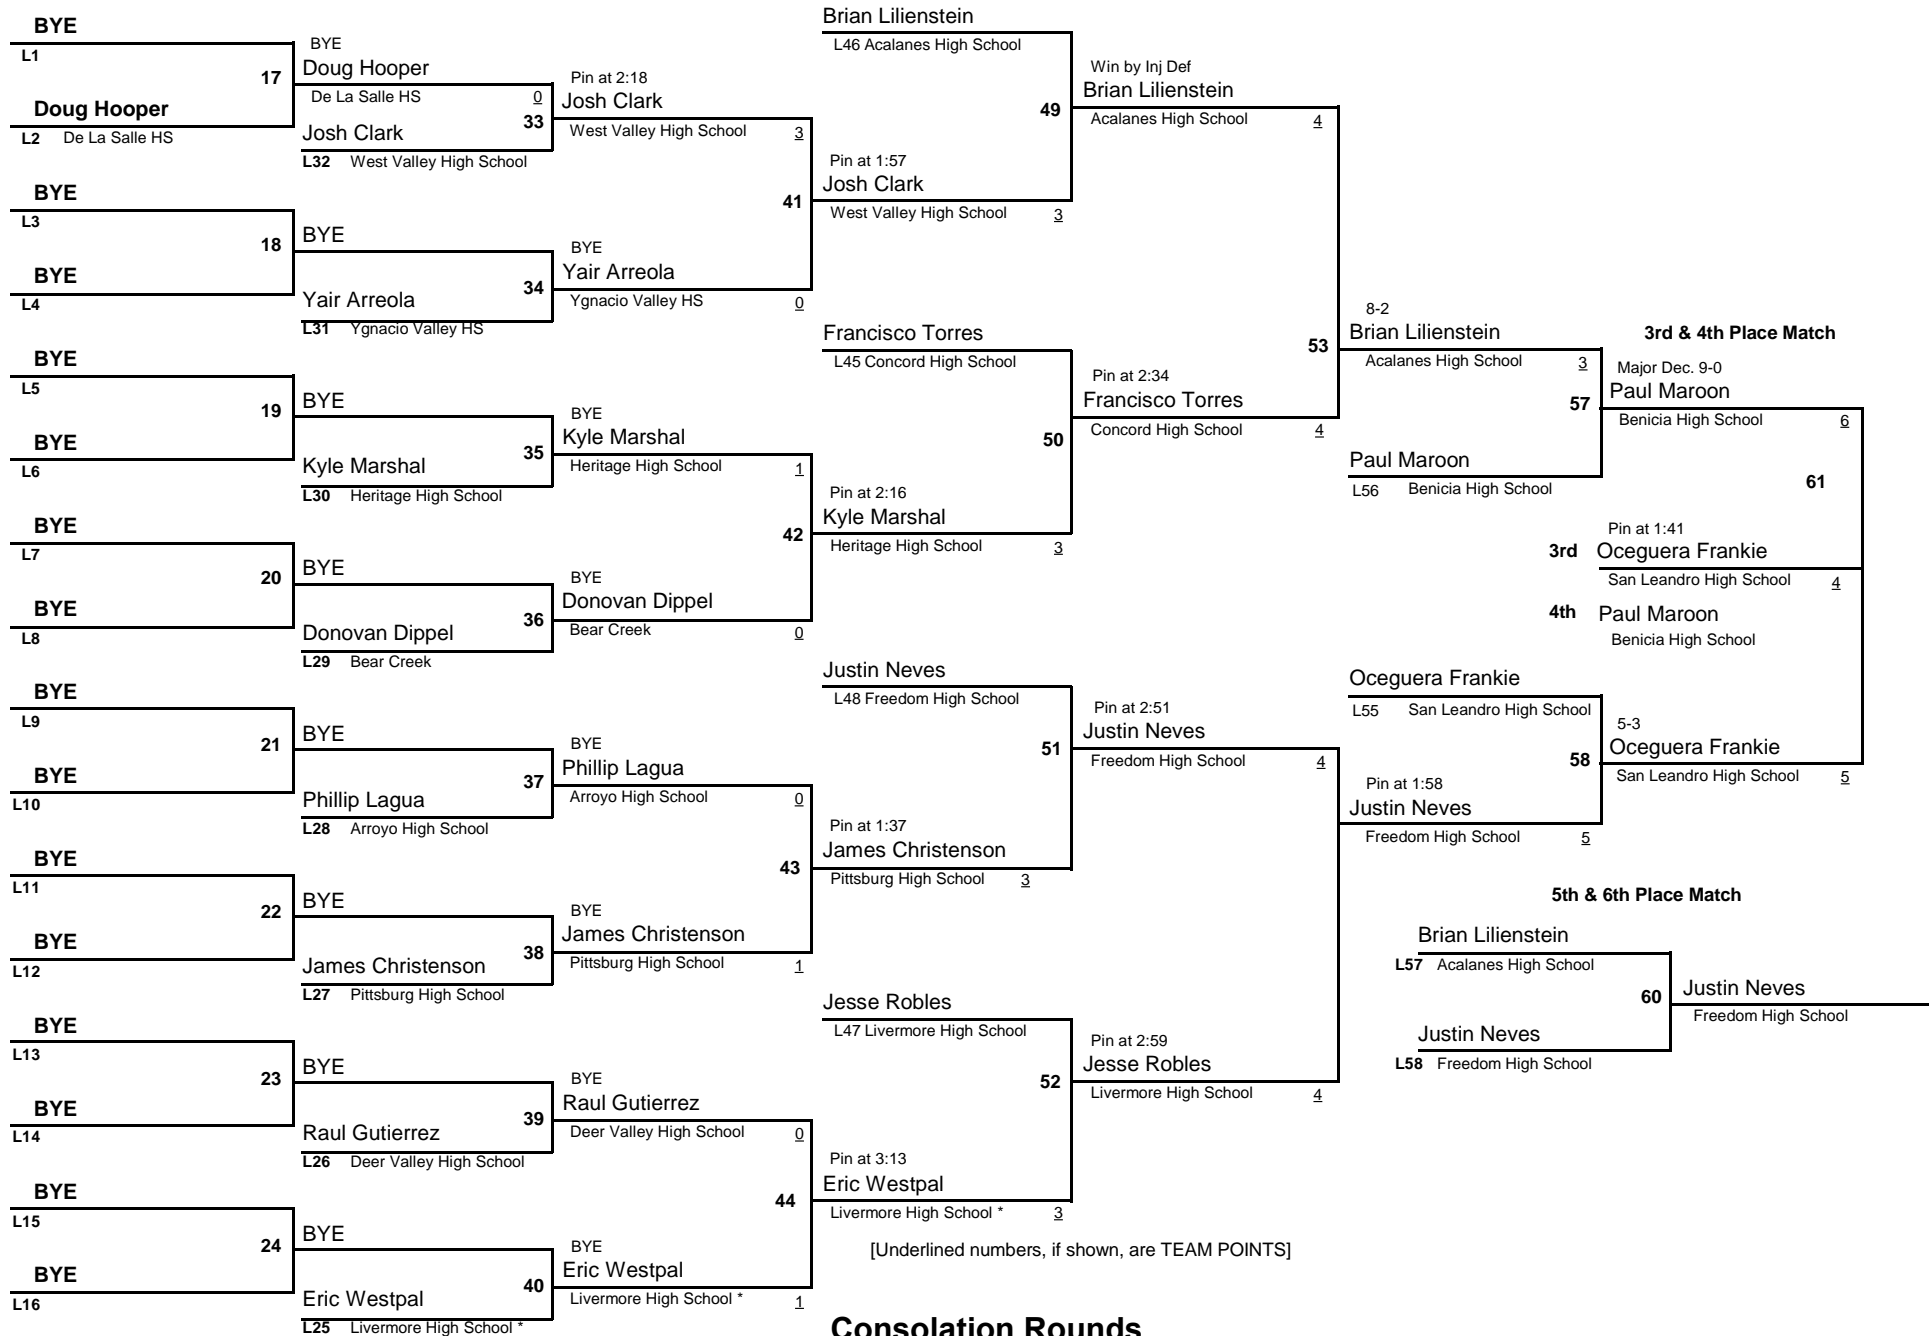 BYE
L1
17
Doug Hooper
L2 De La Salle HS
BYE
L3
18
BYE
L4
BYE
L5
19
BYE
L6
BYE
L7
20
BYE
L8
BYE
L9
21
BYE
L10
BYE
L11
22
BYE
L12
BYE
L13
23
BYE
L14
BYE
L15
24
BYE
L16
BYE
Doug Hooper
De La Salle HS 0
33
Josh Clark
L32 West Valley High School
BYE
34
Yair Arreola
L31 Ygnacio Valley HS
BYE
35
Kyle Marshal
L30 Heritage High School
BYE
36
Donovan Dippel
L29 Bear Creek
BYE
37
Phillip Lagua
L28 Arroyo High School
BYE
38
James Christenson
L27 Pittsburg High School
BYE
39
Raul Gutierrez
L26 Deer Valley High School
BYE
40
Eric Westpal
L25 Livermore High School *
Pin at 2:18
Josh Clark
West Valley High School 3
41
BYE
Yair Arreola
Ygnacio Valley HS 0
BYE
Kyle Marshal
Heritage High School 1
42
BYE
Donovan Dippel
Bear Creek 0
BYE
Phillip Lagua
Arroyo High School 0
43
BYE
James Christenson
Pittsburg High School 1
BYE
Raul Gutierrez
Deer Valley High School 0
44
BYE
Eric Westpal
Livermore High School * 1
Brian Lilienstein
L46 Acalanes High School
49
Pin at 1:57
Josh Clark
West Valley High School 3
Francisco Torres
L45 Concord High School
50
Pin at 2:16
Kyle Marshal
Heritage High School 3
Justin Neves
L48 Freedom High School
51
Pin at 1:37
James Christenson
Pittsburg High School 3
Jesse Robles
L47 Livermore High School
52
Pin at 3:13
Eric Westpal
Livermore High School * 3
[Underlined numbers, if shown, are TEAM POINTS]
Consolation Rounds
Win by Inj Def
Brian Lilienstein
Acalanes High School 4
53
Pin at 2:34
Francisco Torres
Concord High School 4
Pin at 2:51
Justin Neves
Freedom High School 4
Pin at 2:59
Jesse Robles
Livermore High School 4
8-2
Brian Lilienstein
Acalanes High School 3
57
Paul Maroon
L56 Benicia High School
3rd & 4th Place Match
Major Dec. 9-0
Paul Maroon
Benicia High School 6
61
Pin at 1:41
3rd Oceguera Frankie
San Leandro High School 4
4th Paul Maroon
Benicia High School
Oceguera Frankie
L55 San Leandro High School
58
5-3
Oceguera Frankie
San Leandro High School 5
Pin at 1:58
Justin Neves
Freedom High School 5
5th & 6th Place Match
Brian Lilienstein
L57 Acalanes High School
60
Justin Neves
Freedom High School
Justin Neves
L58 Freedom High School